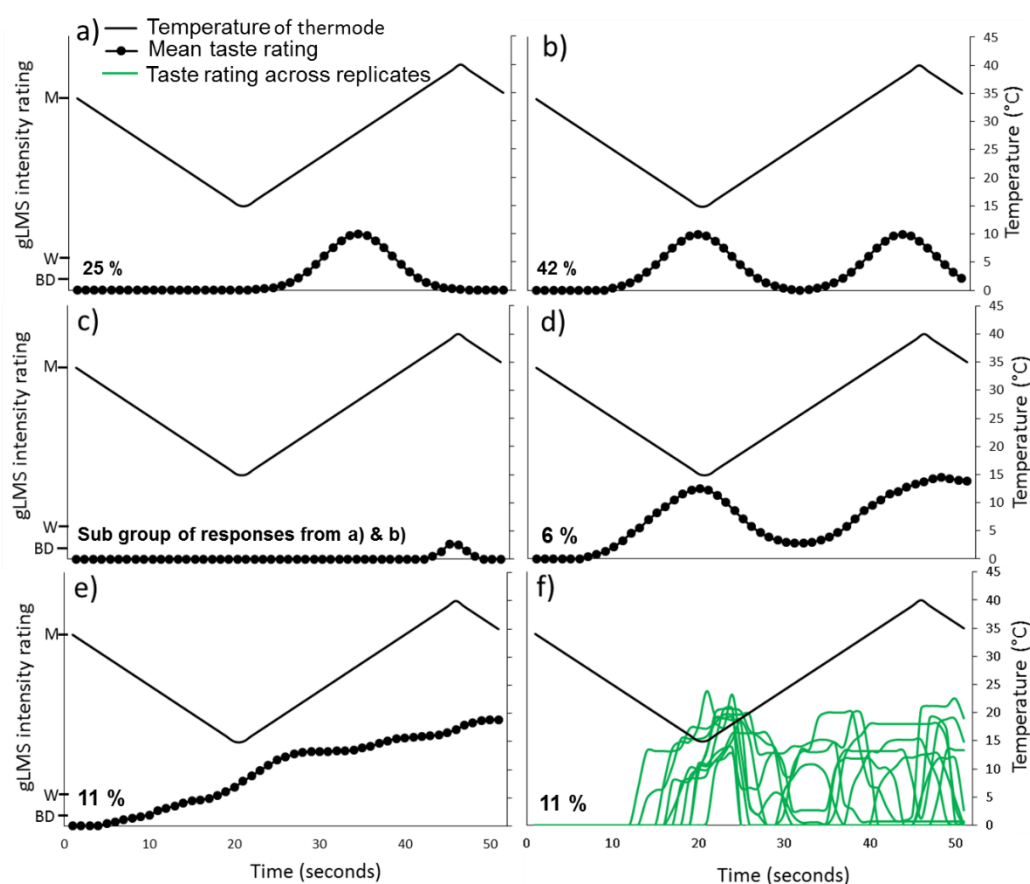 a)
Temperature of thermode
Mean taste rating
Taste rating across replicates
b)
gLMS intensity rating
M
W
BD
25 %
42 %
45
40
35
30
25
20
15
10
5
0
Temperature (°C)
c)
d)
gLMS intensity rating
M
W
BD
Sub group of responses from a) & b)
6 %
45
40
35
30
25
20
15
10
5
0
Temperature (°C)
e)
f)
gLMS intensity rating
M
W
BD
11 %
11 %
45
40
35
30
25
20
15
10
5
0
Temperature (°C)
0 10 20 30 40 50
0 10 20 30 40 50
Time (seconds)
Time (seconds)